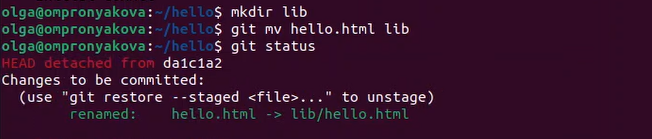 olga@ompronyakova:~/hello$ mkdir lib
olga@ompronyakova:~/hello$ git mv hello.html lib
olga@ompronyakova:~/hello$ git status
HEAD detached from da1c1a2
Changes to be committed:
  (use "git restore --staged <file>..." to unstage)
        renamed:    hello.html -> lib/hello.html